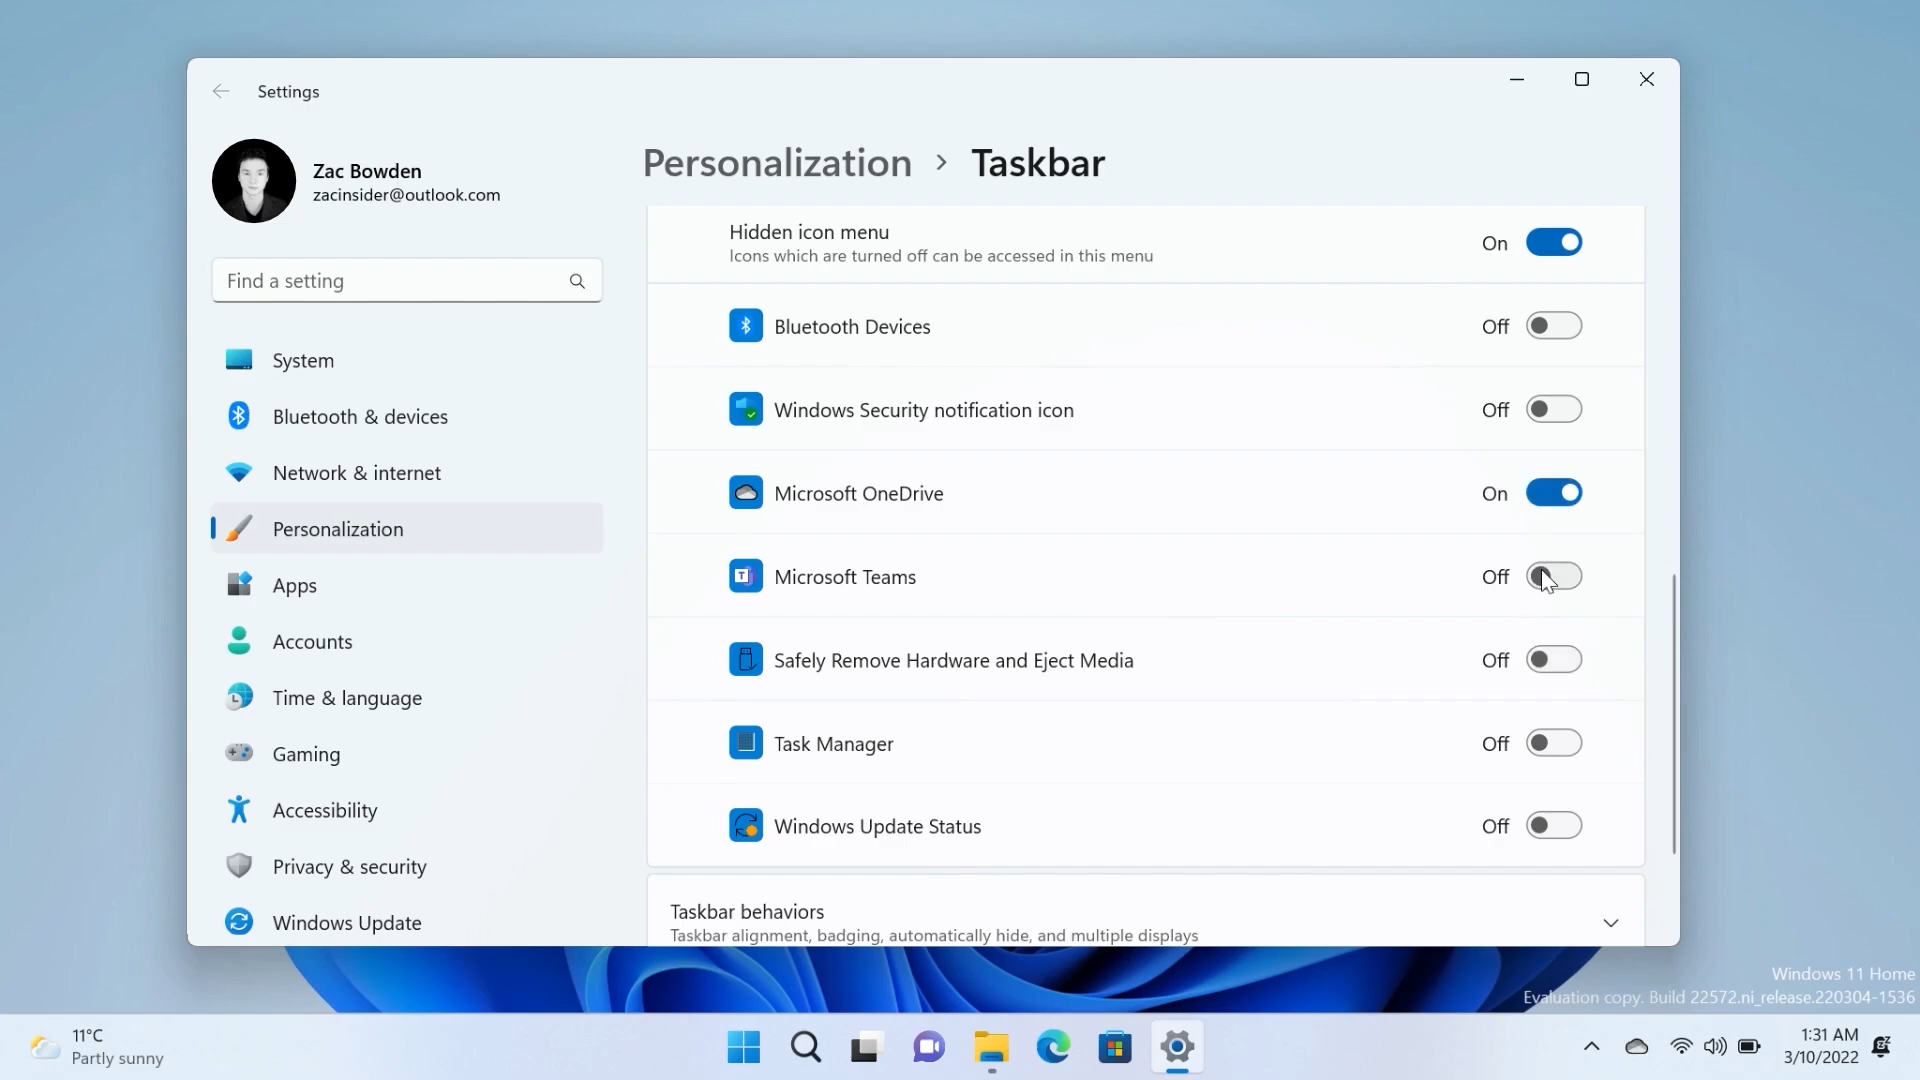 Settings
Zac Bowden
zacinsider@outlook.com
Find a setting
System
Bluetooth & devices
Network & internet
Personalization
Apps
Accounts
Time & language
Gaming
Accessibility
Privacy & security
Windows Update
Personalization > Taskbar
Hidden icon menu
Icons which are turned off can be accessed in this menu
On
Bluetooth Devices
Off
Windows Security notification icon
Off
Microsoft OneDrive
On
Microsoft Teams
Off
Safely Remove Hardware and Eject Media
Off
Task Manager
Off
Windows Update Status
Off
Taskbar behaviors
Taskbar alignment, badging, automatically hide, and multiple displays
Windows 11 Home
Evaluation copy. Build 22572.ni_release.220304-1536
11°C
Partly sunny
1:31 AM
3/10/2022